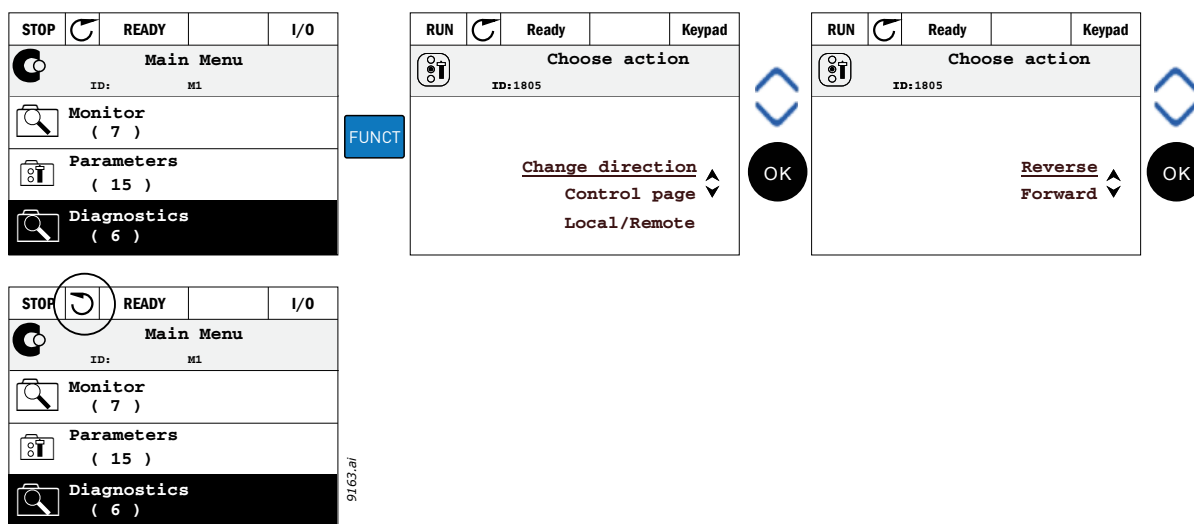 STOP READY I/O
Main Menu
ID: M1
Monitor
( 7 )
Parameters
( 15 )
Diagnostics
( 6 )
FUNCT
RUN Ready Keypad
Choose action
ID:1805
Change direction
Control page
Local/Remote
OK
RUN Ready Keypad
Choose action
ID:1805
Reverse
Forward
OK
STOP READY I/O
Main Menu
ID: M1
Monitor
( 7 )
Parameters
( 15 )
Diagnostics
( 6 )
9163.ai